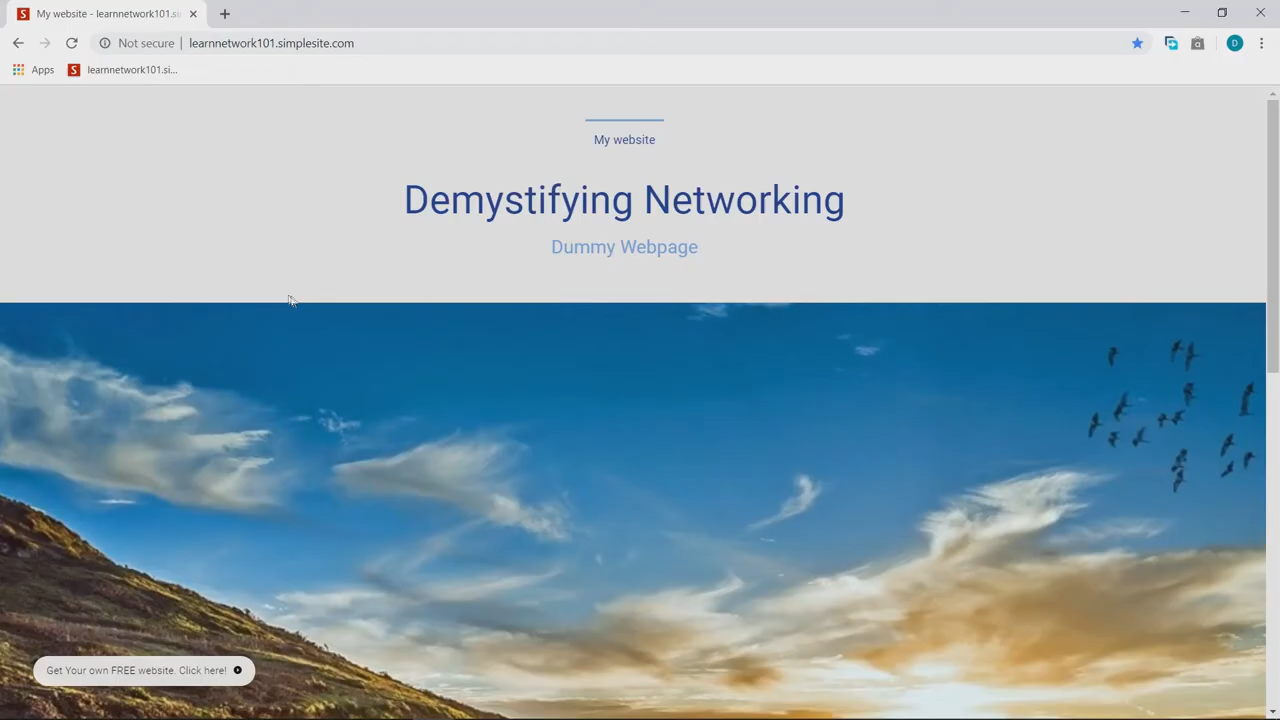 My website - learnnetwork101.si
Not secure | learnnetwork101.simplesite.com
D
Apps
learnnetwork101.si...
My website
Demystifying Networking
Dummy Webpage
Get Your own FREE website. Click here!